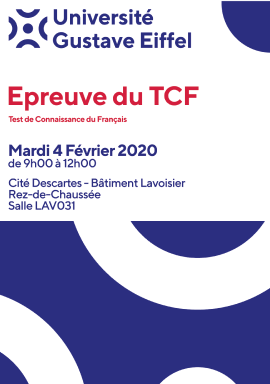 Université
Gustave Eiffel
Epreuve du TCF
Test de Connaissance du Français
Mardi 4 Février 2020
de 9h00 à 12h00
Cité Descartes - Bâtiment Lavoisier
Rez-de-Chaussée
Salle LAV031